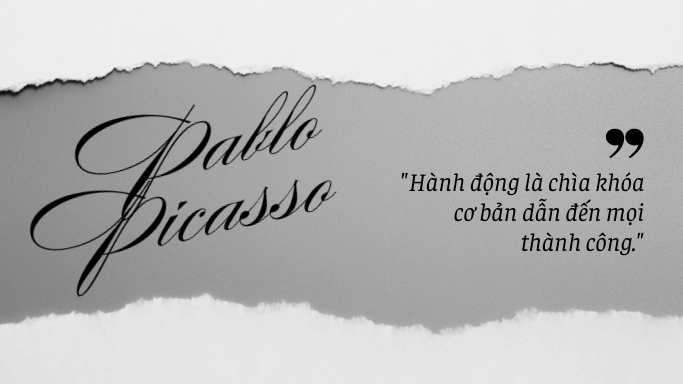 Pablo
Picasso
"Hành động là chìa khóa
cơ bản dẫn đến mọi
thành công."